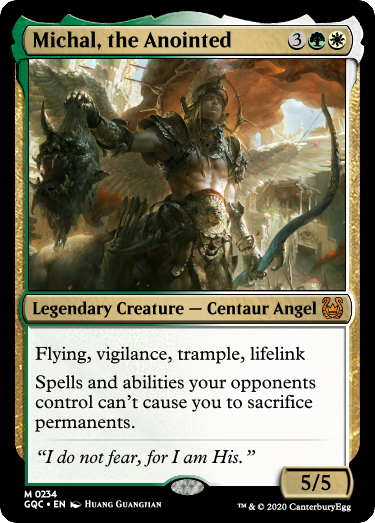 Michal, the Anointed 3
Legendary Creature — Centaur Angel
Flying, vigilance, trample, lifelink
Spells and abilities your opponents
control can't cause you to sacrifice
permanents.
“I do not fear, for I am His.”
5/5
M 0234
GQC • EN Huang Guangjian
™ & © 2020 CanterburyEgg